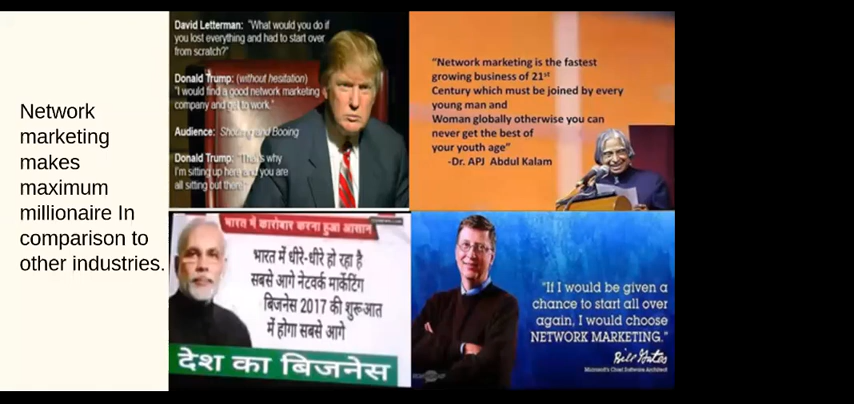 Network
marketing
makes
maximum
millionaire In
comparison to
other industries.
David Letterman: "What would you do if
you lost everything and had to start over
from scratch?"
Donald Trump: (without hesitation)
"I would find a good network marketing
company and get to work."
Audience: Shouting and Booing
Donald Trump: "That's why
I'm sitting up here and you are
all sitting out there."
"Network marketing is the fastest
growing business of 21st
Century which must be joined by every
young man and
Woman globally otherwise you can
never get the best of
your youth age"
-Dr. APJ Abdul Kalam
भारत में कारोबार करना हुआ आसान
भारत में धीरे-धीरे हो रहा है
सबसे आगे नेटवर्क मार्केटिंग
बिजनेस 2017 की शुरूआत
में होगा सबसे आगे
देश का बिजनेस
"If I would be given a
chance to start all over
again, I would choose
NETWORK MARKETING."
Bill Gates
Microsoft's Chief Software Architect